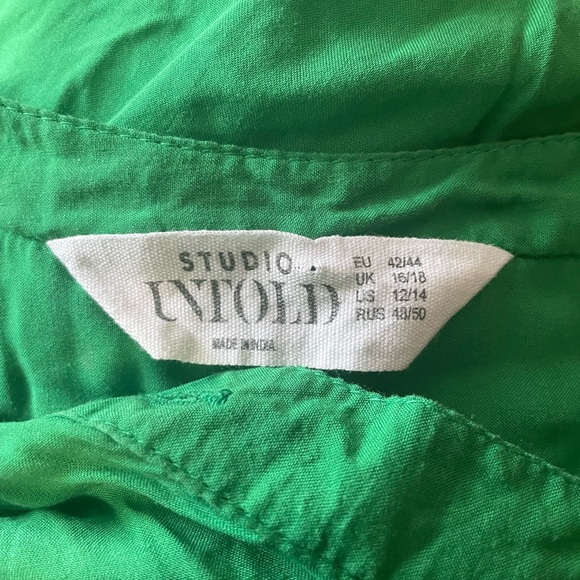 STUDIO
UNTOLD
MADE IN INDIA
EU 42/44
UK 16/18
US 12/14
RUS 48/50